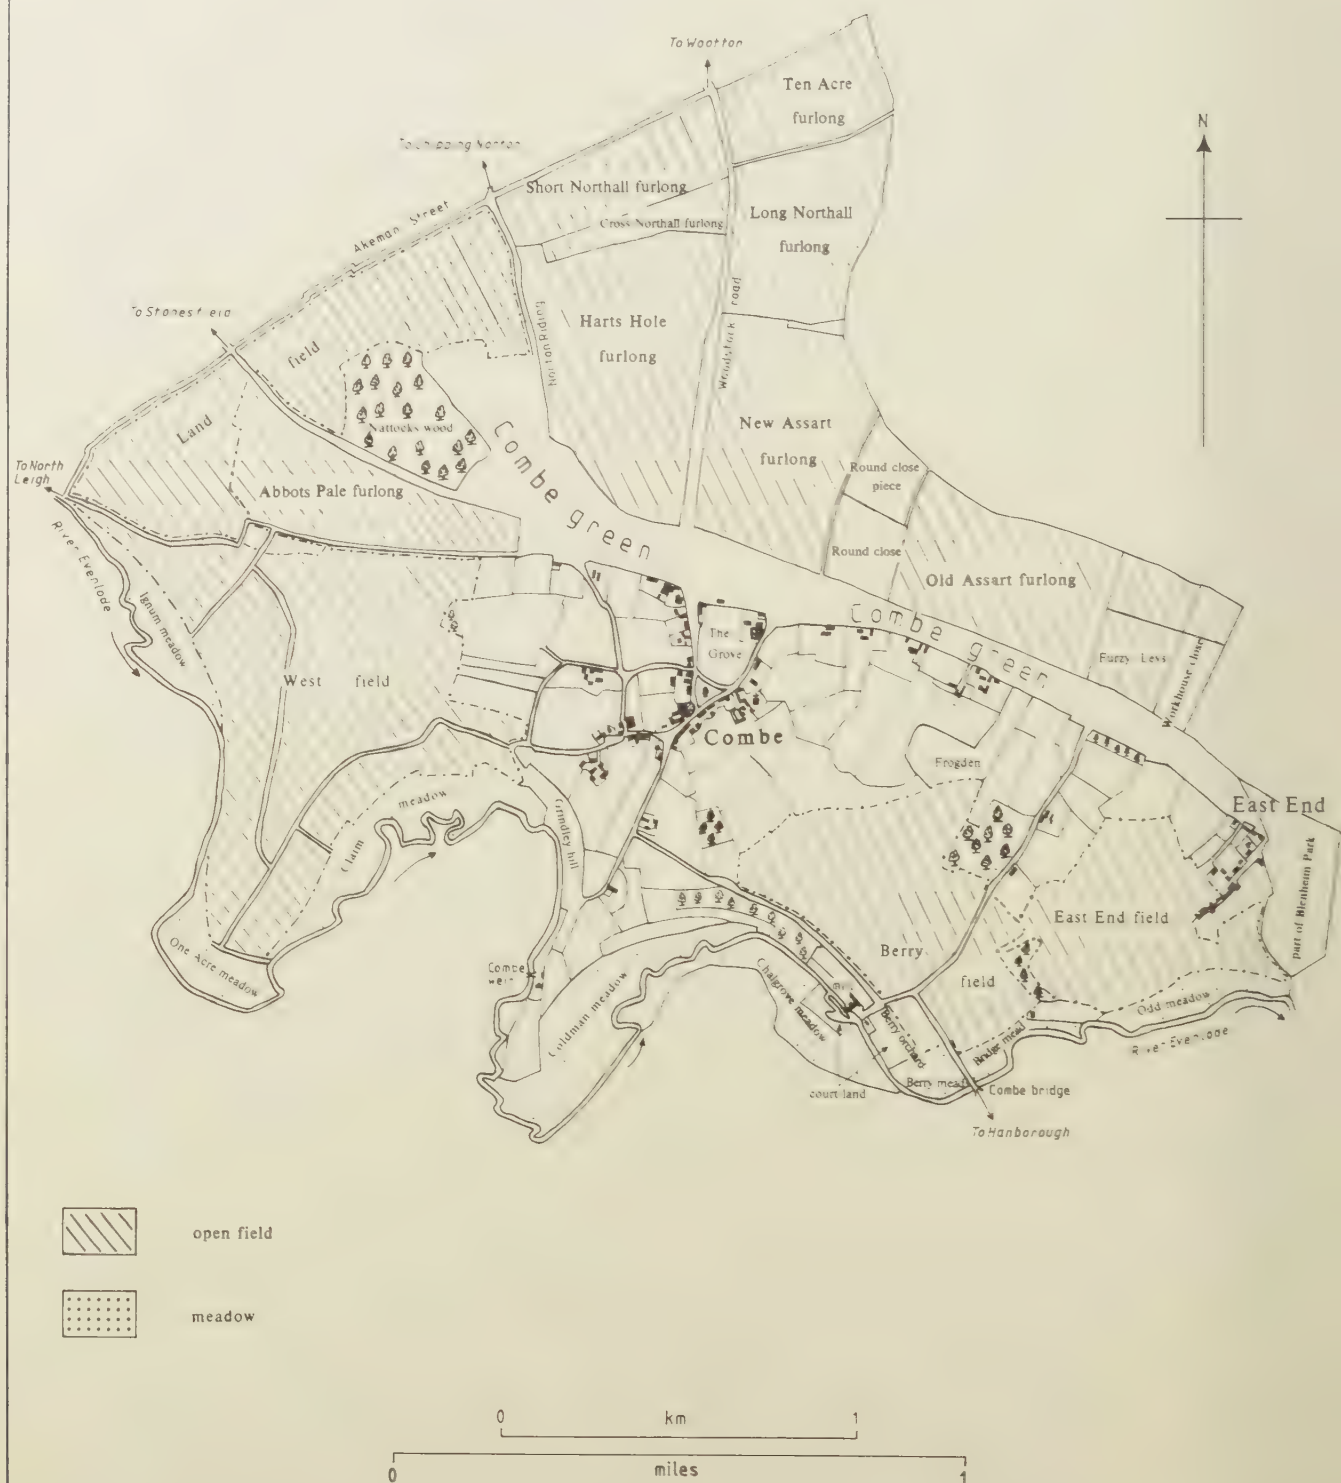 To Wootton
Ten Acre
furlong
N
To Chipping Norton
Short Northall furlong
Cross Northall furlong
Long Northall
furlong
Akeman Street
To Stonesfield
Norton Riding
Harts Hole
furlong
Woodstock road
field
Land
Nattocks wood
Combe green
New Assart
furlong
Round close
piece
To North
Leigh
Abbots Pale furlong
Round close
Old Assart furlong
River Evenlode
Ignum meadow
Combe green
The
Grove
Furzy Leys
Workhouse close
West field
Combe
Frogden
East End
meadow
Claim
Grindley hill
part of Blenheim Park
East End field
Berry
field
One Acre meadow
Combe
weir
Coldman meadow
Chalgrove meadow
Odd meadow
River Evenlode
Berry orchard
Bridge mead
court land
Berry mead
Combe bridge
To Hanborough
open field
meadow
0 km 1
0 miles 1